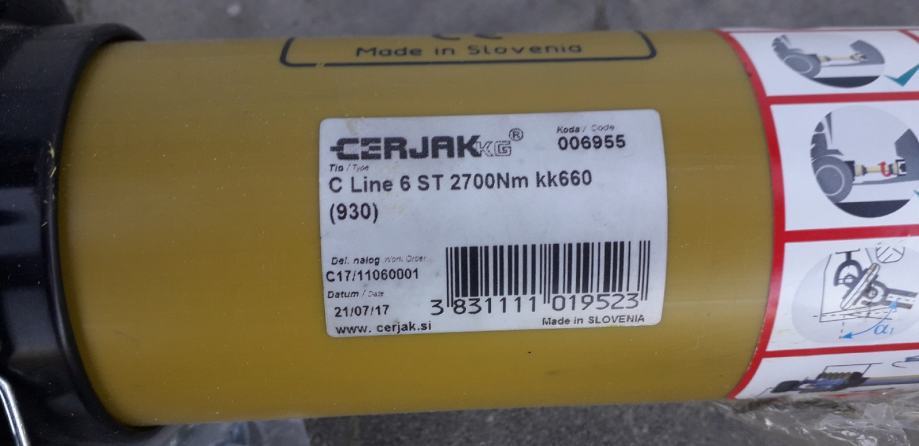 Made in Slovenia
CERJAK KG®
Koda / Code
006955
Tip / Type
C Line 6 ST 2700Nm kk660
(930)
Del. nalog Work Order
C17/11060001
Datum / Date
21/07/17
3 831111 019523
www.cerjak.si
Made in SLOVENIA
α1